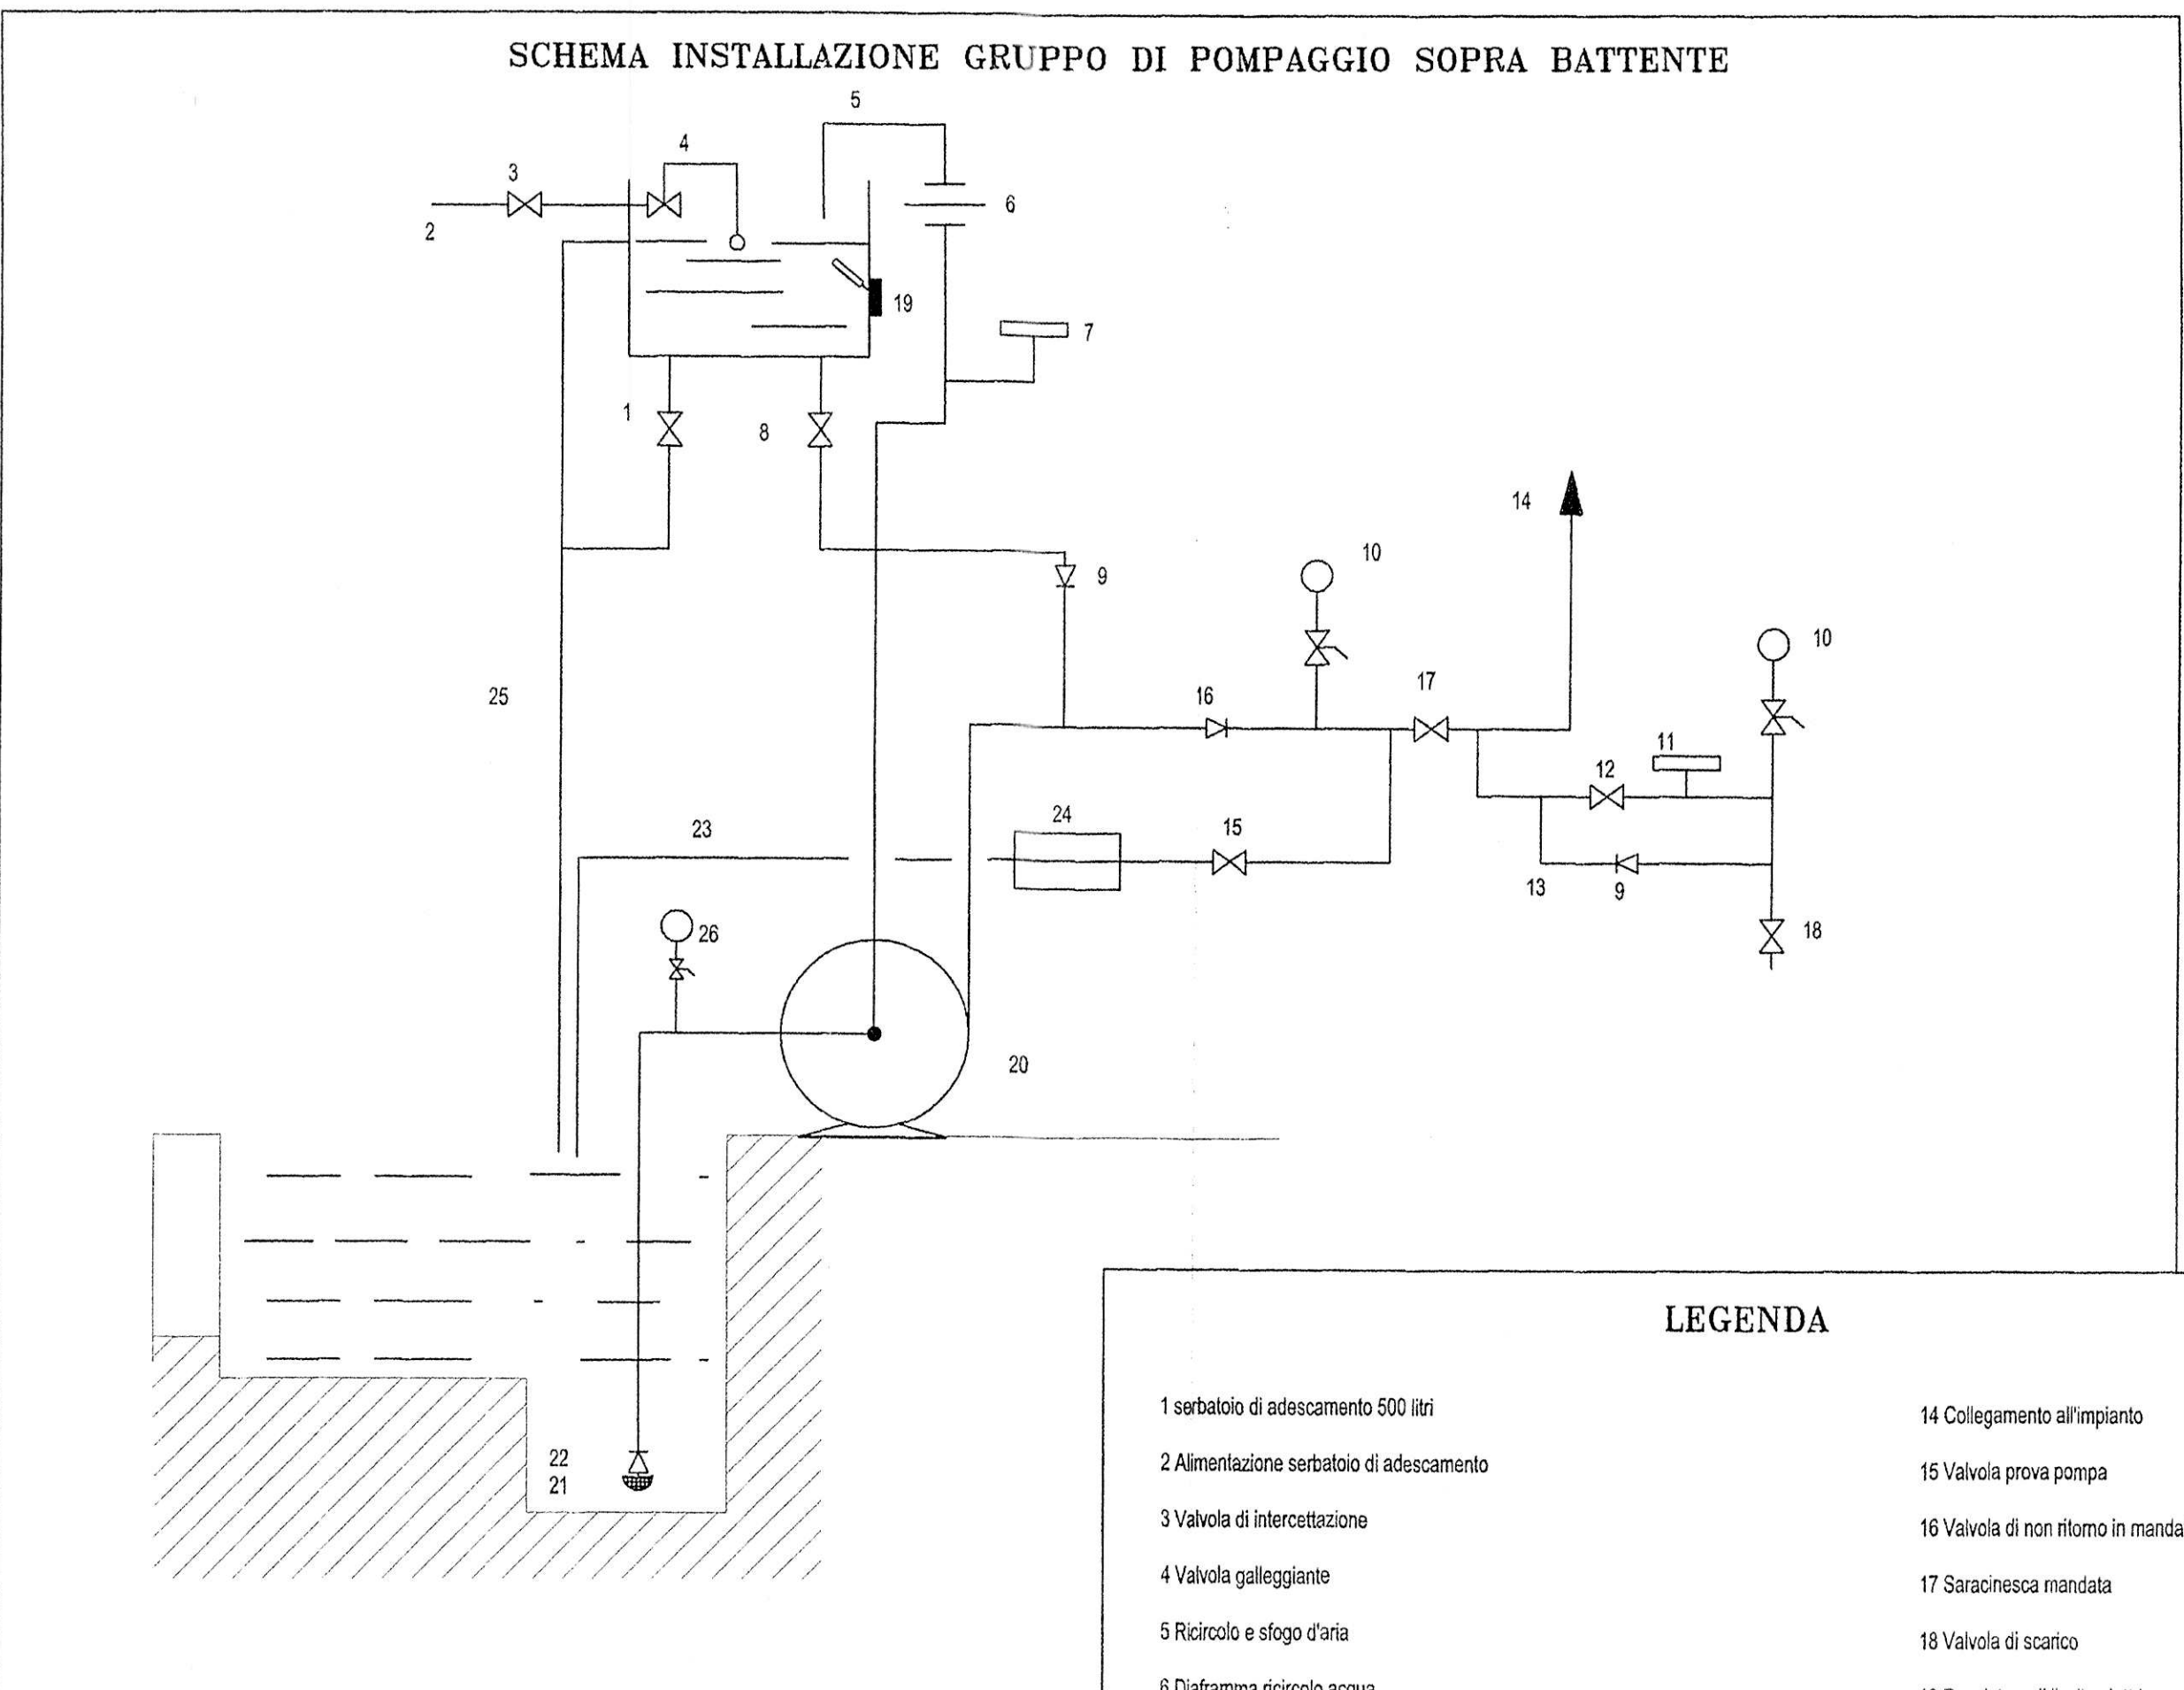 SCHEMA INSTALLAZIONE GRUPPO DI POMPAGGIO SOPRA BATTENTE
5
4
3
6
2
19
7
1
8
14
10
9
10
25
16
17
11
12
23
24
15
13
9
18
26
20
22
21
LEGENDA
1 serbatoio di adescamento 500 litri
2 Alimentazione serbatoio di adescamento
3 Valvola di intercettazione
4 Valvola galleggiante
5 Ricircolo e sfogo d'aria
6 Diaframma ricircolo acqua
14 Collegamento all'impianto
15 Valvola prova pompa
16 Valvola di non ritorno in manda
17 Saracinesca mandata
18 Valvola di scarico